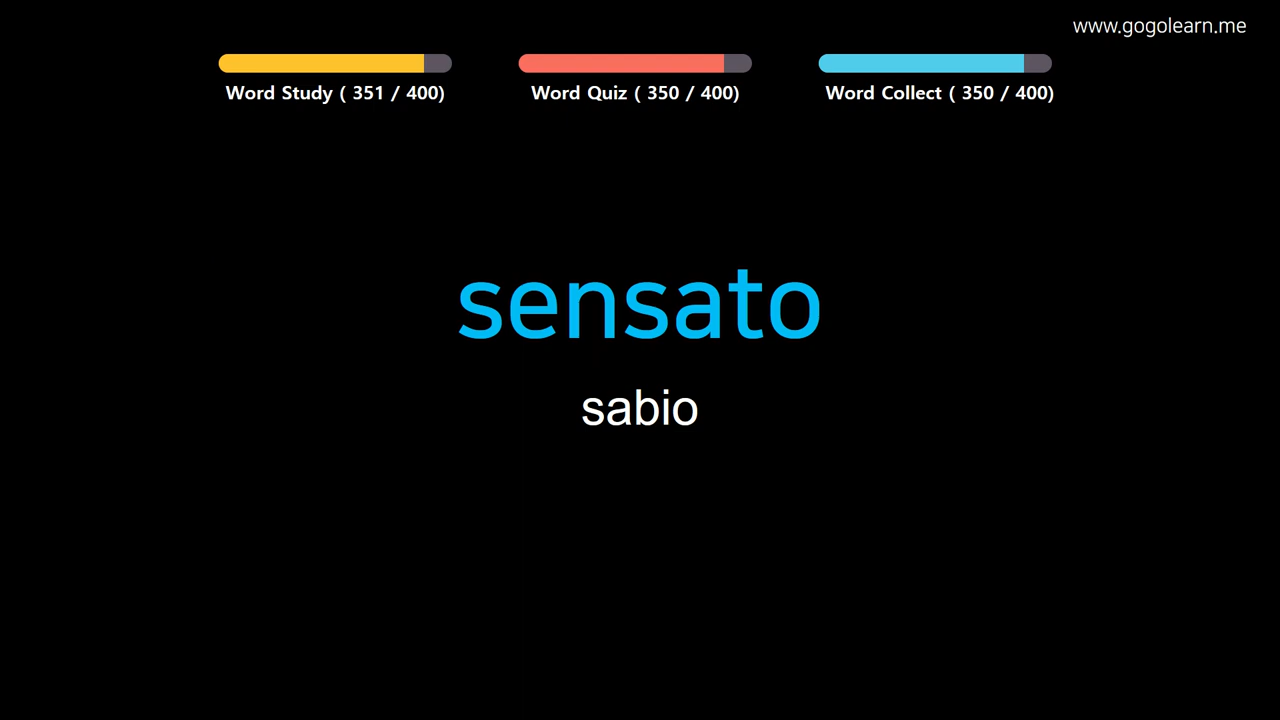 www.gogolearn.me
Word Study ( 351 / 400)
Word Quiz ( 350 / 400)
Word Collect ( 350 / 400)
sensato
sabio